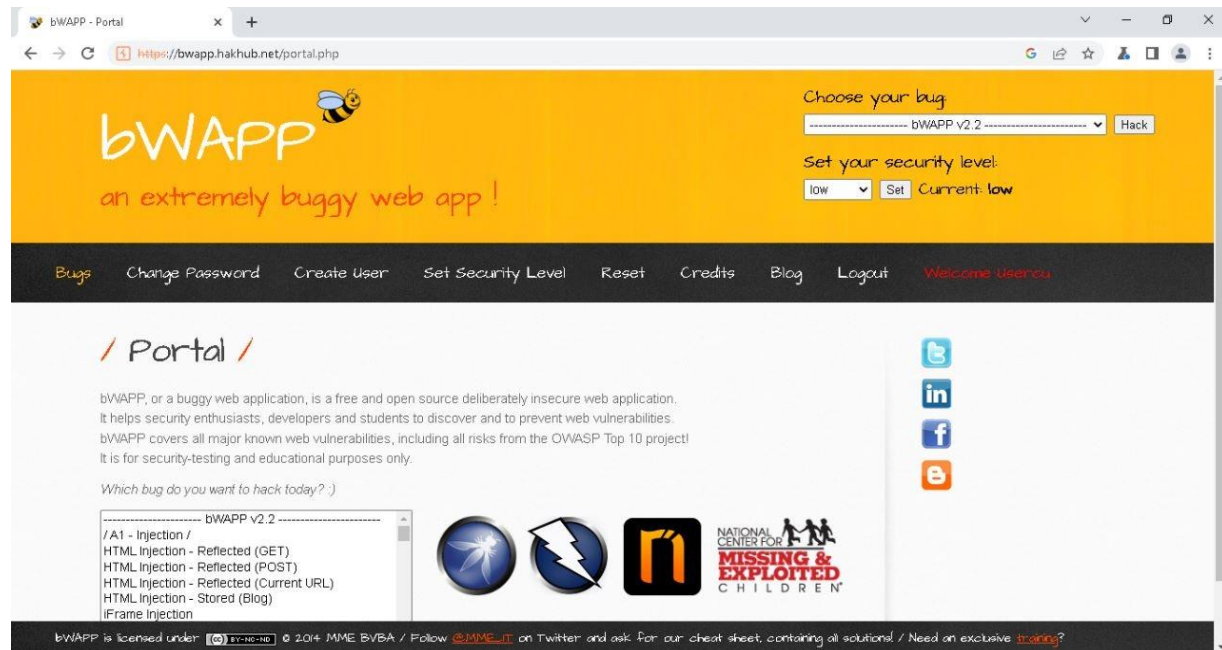 bWAPP - Portal
https://bwapp.hakhub.net/portal.php
bWAPP
an extremely buggy web app !
Choose your bug:
---------------------- bWAPP v2.2 ----------------------
Hack
Set your security level:
low Set Current: low
Bugs Change Password Create User Set Security Level Reset Credits Blog Logout Welcome Usercu
/ Portal /
bWAPP, or a buggy web application, is a free and open source deliberately insecure web application.
It helps security enthusiasts, developers and students to discover and to prevent web vulnerabilities.
bWAPP covers all major known web vulnerabilities, including all risks from the OWASP Top 10 project!
It is for security-testing and educational purposes only.
Which bug do you want to hack today? :)
---------------------- bWAPP v2.2 -----------------------
/ A1 - Injection /
HTML Injection - Reflected (GET)
HTML Injection - Reflected (POST)
HTML Injection - Reflected (Current URL)
HTML Injection - Stored (Blog)
iFrame Injection
NATIONAL
CENTER FOR
MISSING &
EXPLOITED
CHILDREN
bWAPP is licensed under (cc) BY-NC-ND © 2014 MME BVBA / Follow @MME_IT on Twitter and ask for our cheat sheet, containing all solutions! / Need an exclusive training?